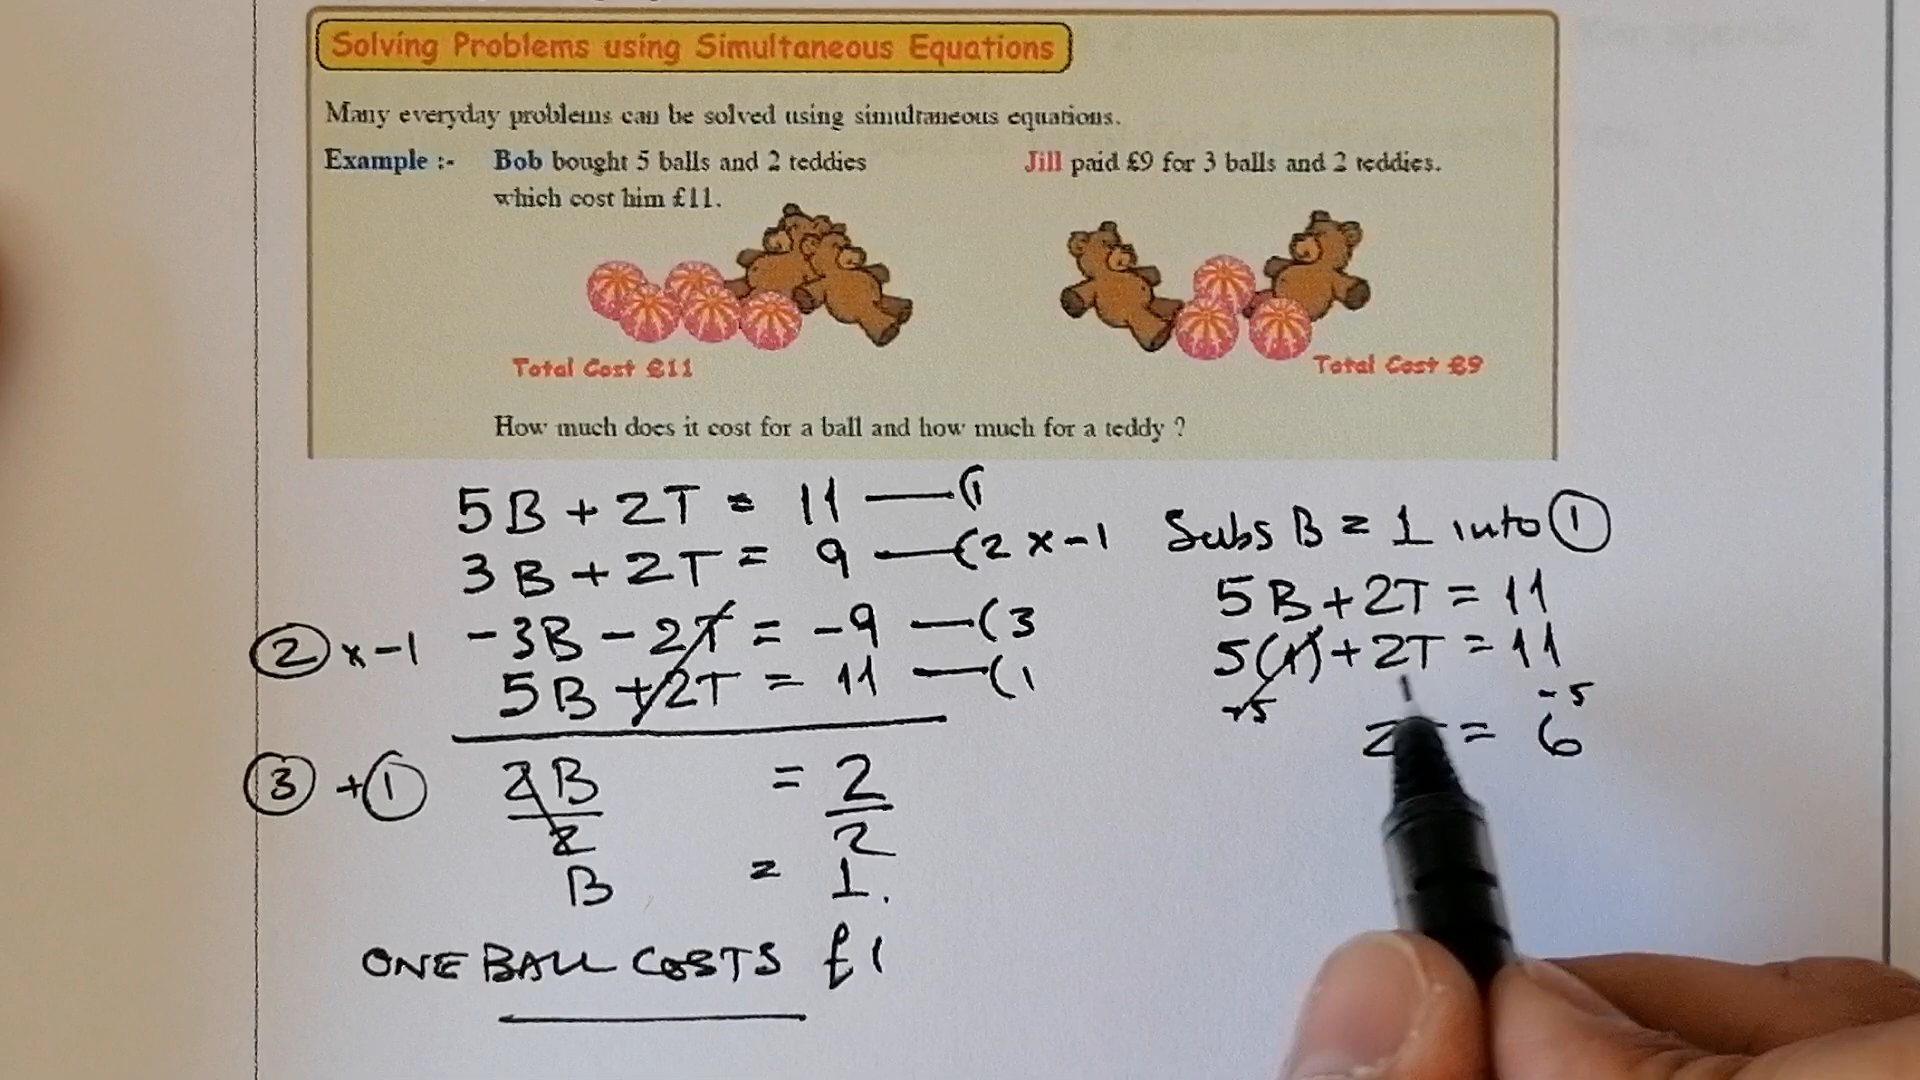 Solving Problems using Simultaneous Equations
Many everyday problems can be solved using simultaneous equations.
Example :- Bob bought 5 balls and 2 teddies
which cost him £11.
Jill paid £9 for 3 balls and 2 teddies.
Total Cost £11
Total Cost £9
How much does it cost for a ball and how much for a teddy ?
5B + 2T = 11 —(1
3B + 2T = 9 —(2 x-1
② x-1 -3B - 2T = -9 —(3
5B + 2T = 11 —(1
③ + ① 2B = 2
2 2
B = 1.
ONE BALL COSTS £1
Subs B = 1 into ①
5B + 2T = 11
5(1) + 2T = 11
-5 -5
2T = 6